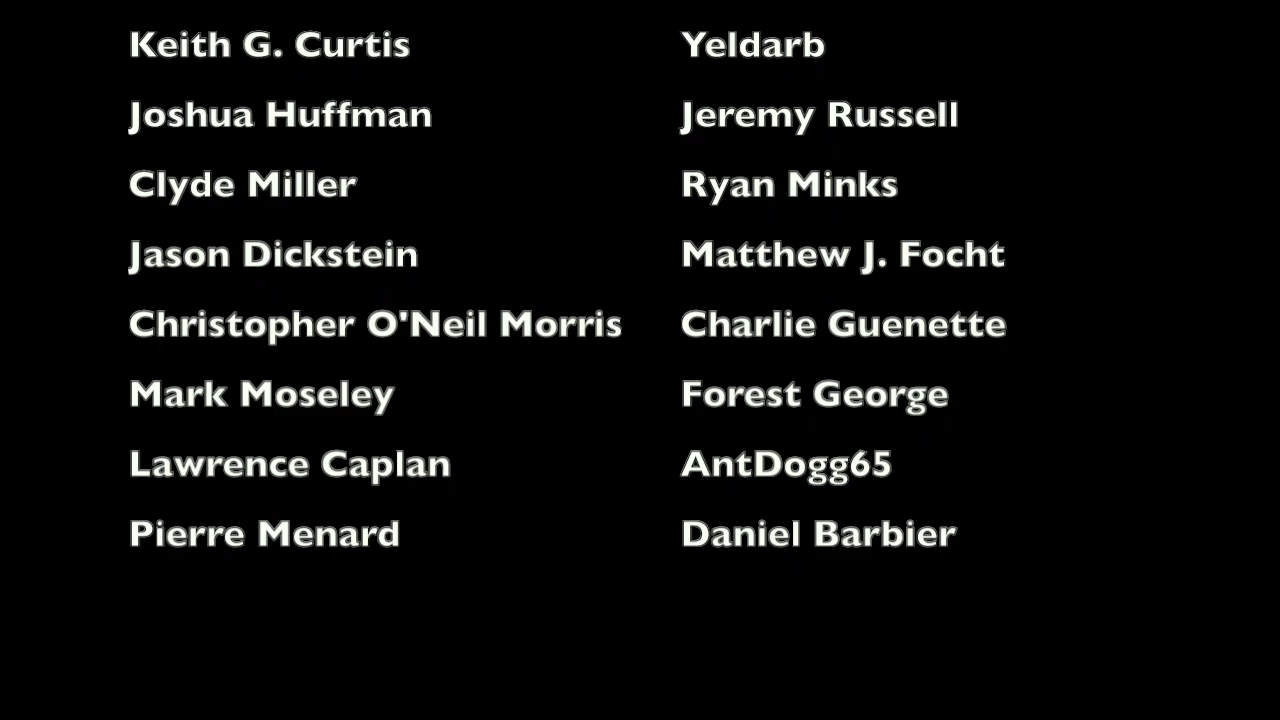 Keith G. Curtis
Joshua Huffman
Clyde Miller
Jason Dickstein
Christopher O'Neil Morris
Mark Moseley
Lawrence Caplan
Pierre Menard
Yeldarb
Jeremy Russell
Ryan Minks
Matthew J. Focht
Charlie Guenette
Forest George
AntDogg65
Daniel Barbier